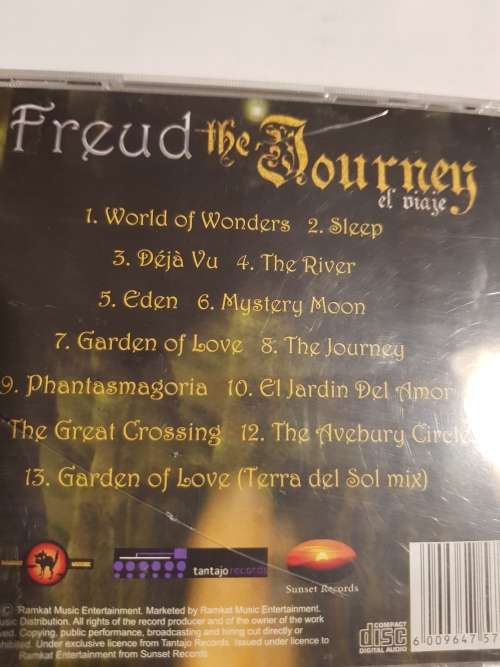 Freud the Journey
el viaje
1. World of Wonders 2. Sleep
3. Déjà Vu 4. The River
5. Eden 6. Mystery Moon
7. Garden of Love 8. The Journey
9. Phantasmagoria 10. El Jardin Del Amor
The Great Crossing 12. The Avebury Circle
13. Garden of Love (Terra del Sol mix)
tantajo records
Sunset Records
Ramkat Music Entertainment. Marketed by Ramkat Music Entertainment.
Distribution. All rights of the record producer and of the owner of the work
Copying, public performance, broadcasting and hiring out directly or
Under exclusive licence from Tantajo Records. Issued under licence to
Ramkat Entertainment from Sunset Records.
COMPACT
disc
DIGITAL AUDIO
6 009647 57